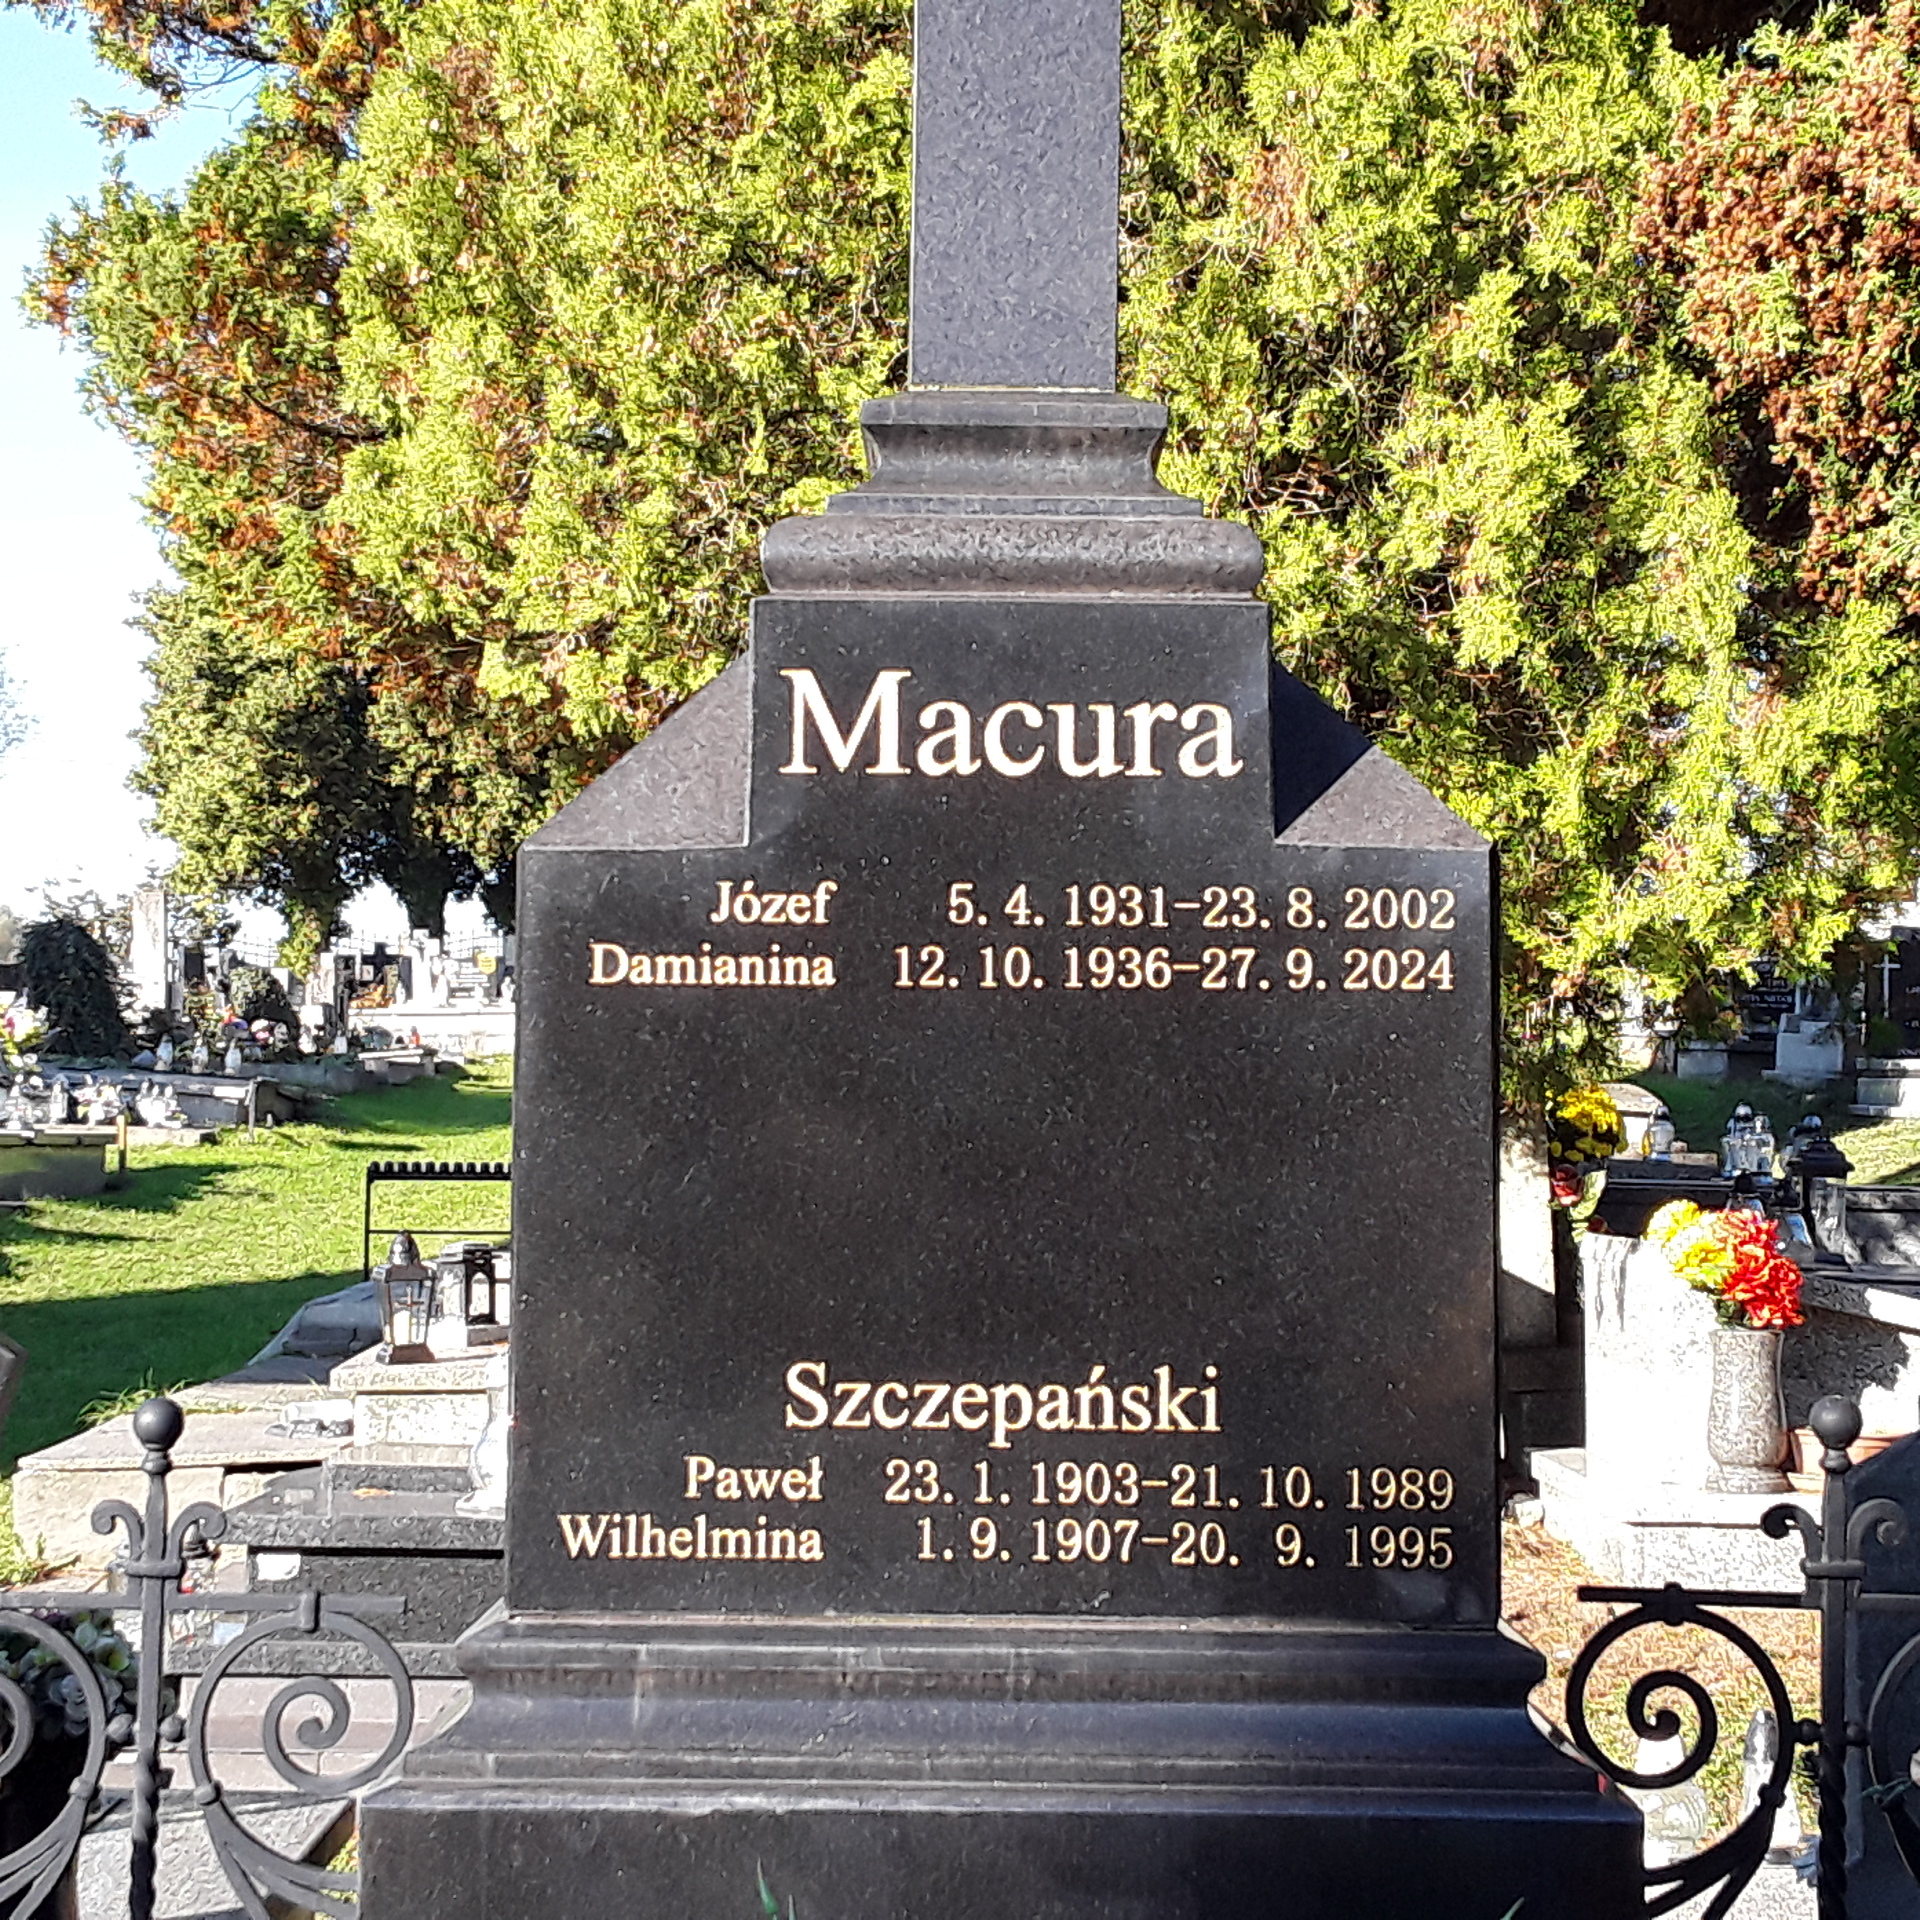 Macura
Józef 5. 4. 1931-23. 8. 2002
Damianina 12. 10. 1936-27. 9. 2024
Szczepański
Paweł 23. 1. 1903-21. 10. 1989
Wilhelmina 1. 9. 1907-20. 9. 1995